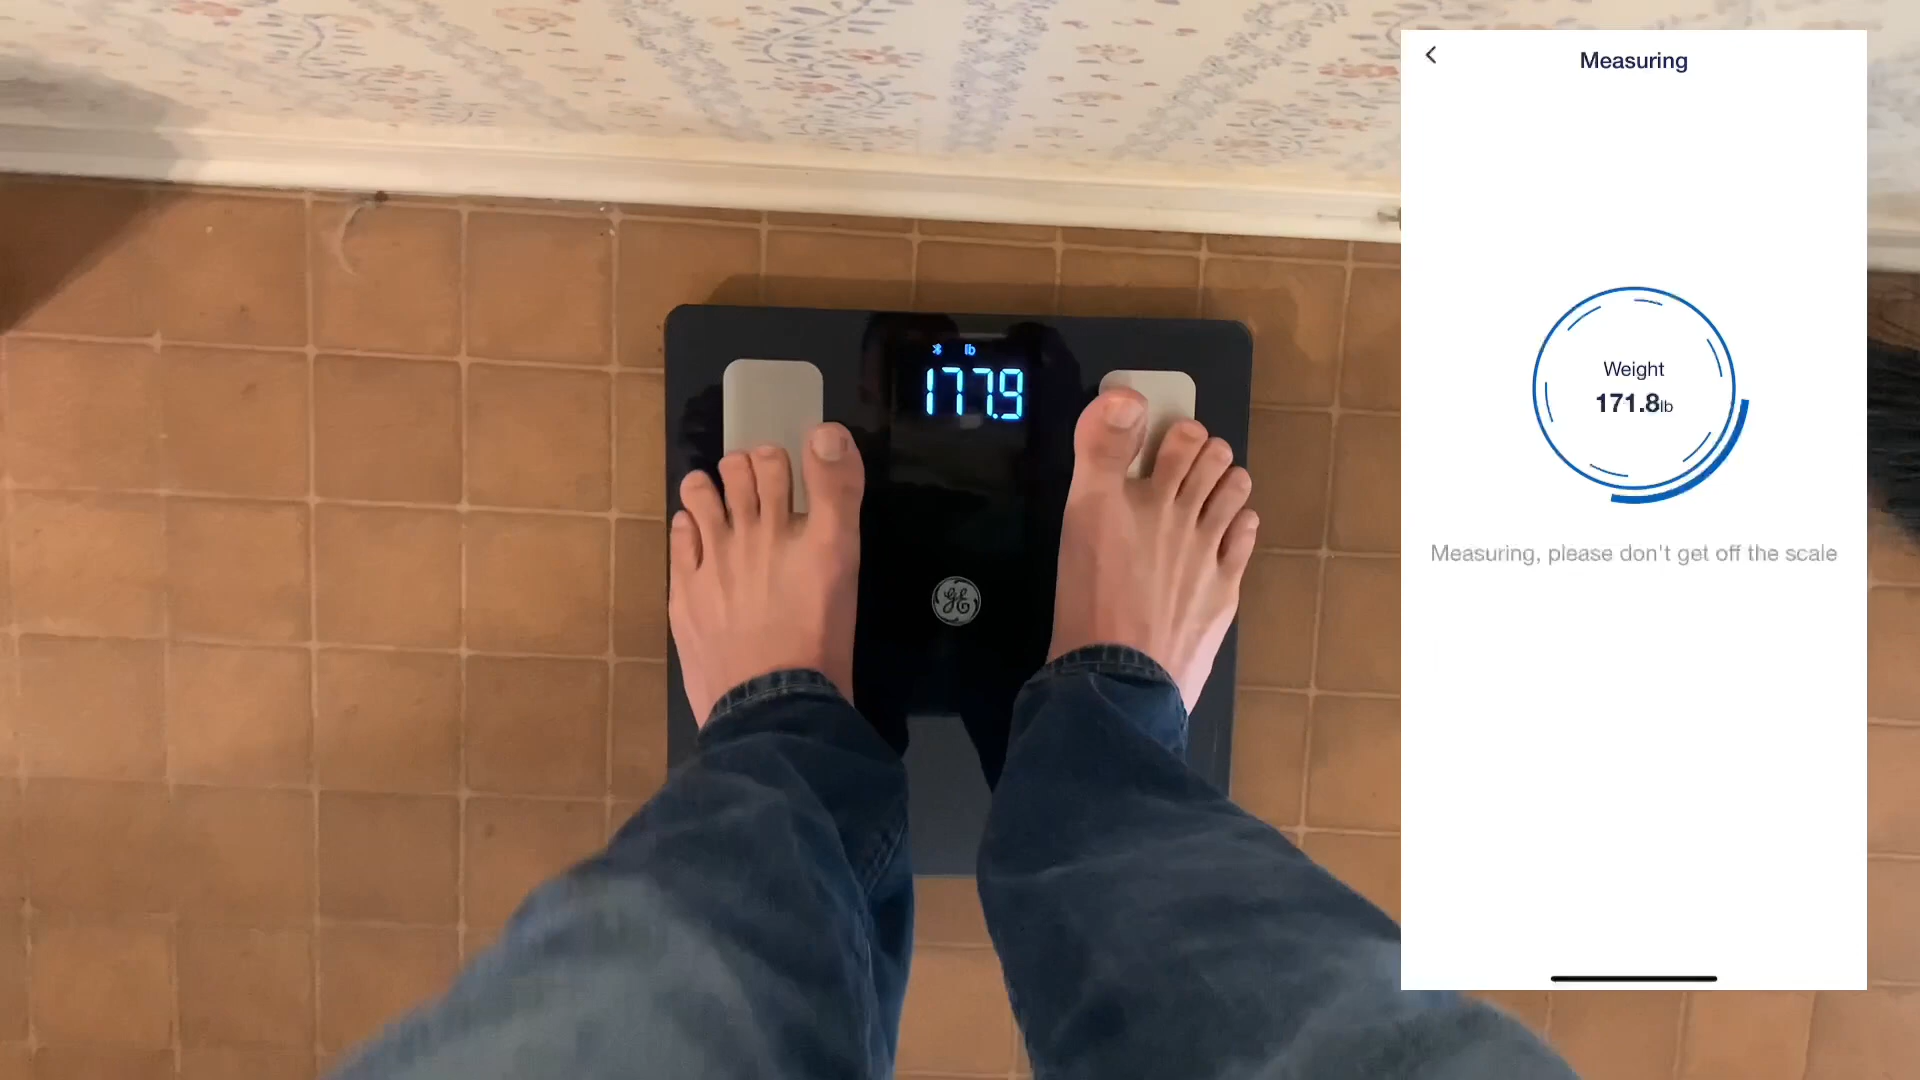 lb
177.9
GE
Measuring
Weight
171.8lb
Measuring, please don't get off the scale